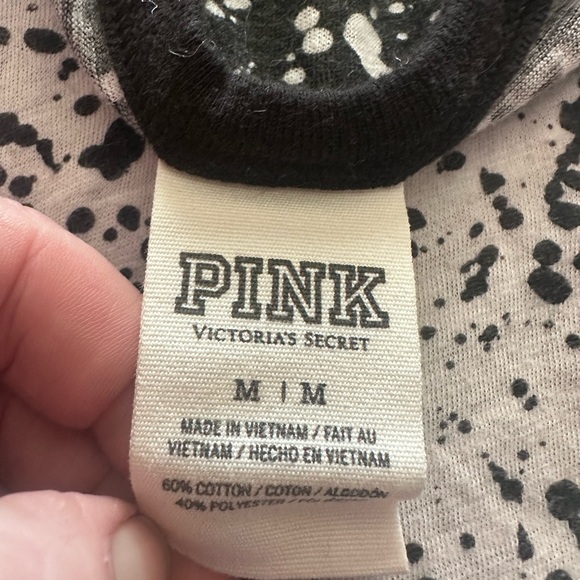 PINK
VICTORIA'S SECRET
M | M
MADE IN VIETNAM / FAIT AU
VIETNAM / HECHO EN VIETNAM
60% COTTON / COTON / ALGODÓN
40% POLYESTER /